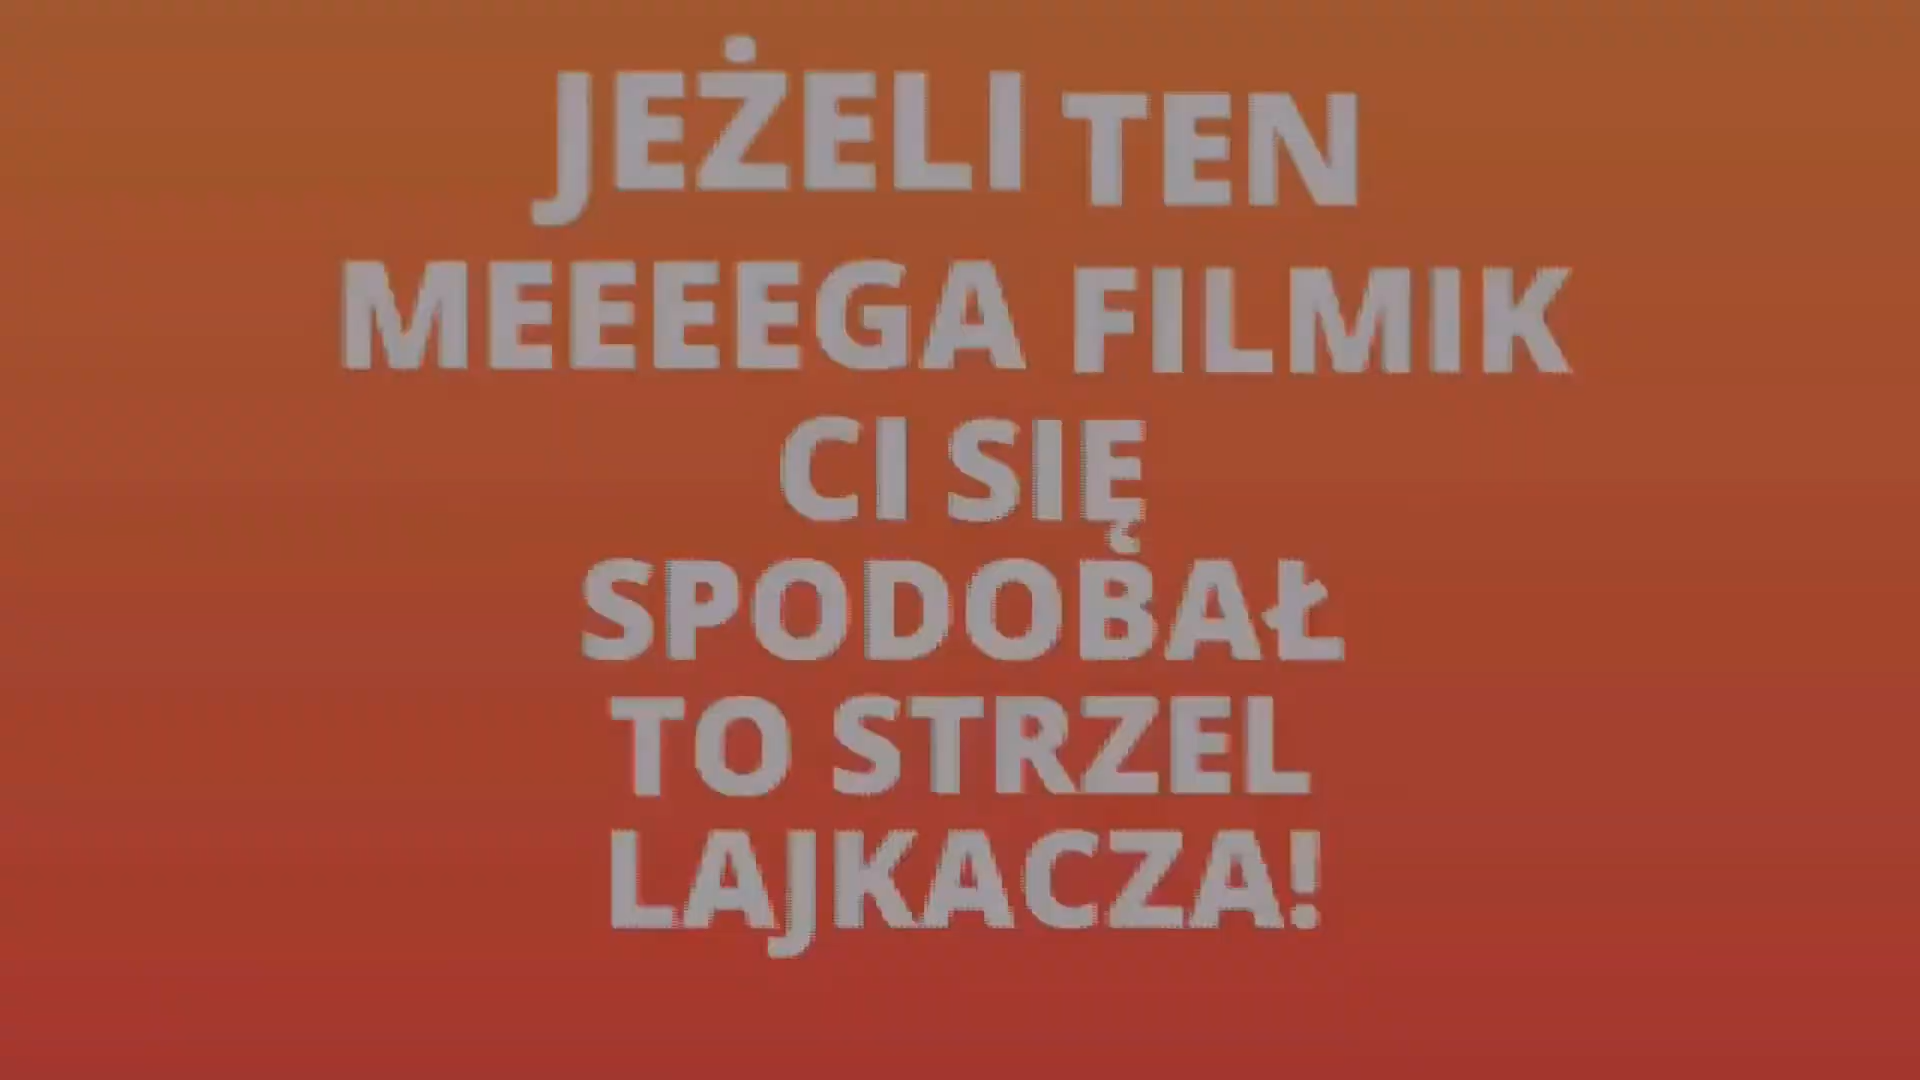 JEŻELI TEN
MEEEEGA FILMIK
CI SIĘ
SPODOBAŁ
TO STRZEL
LAJKACZA!